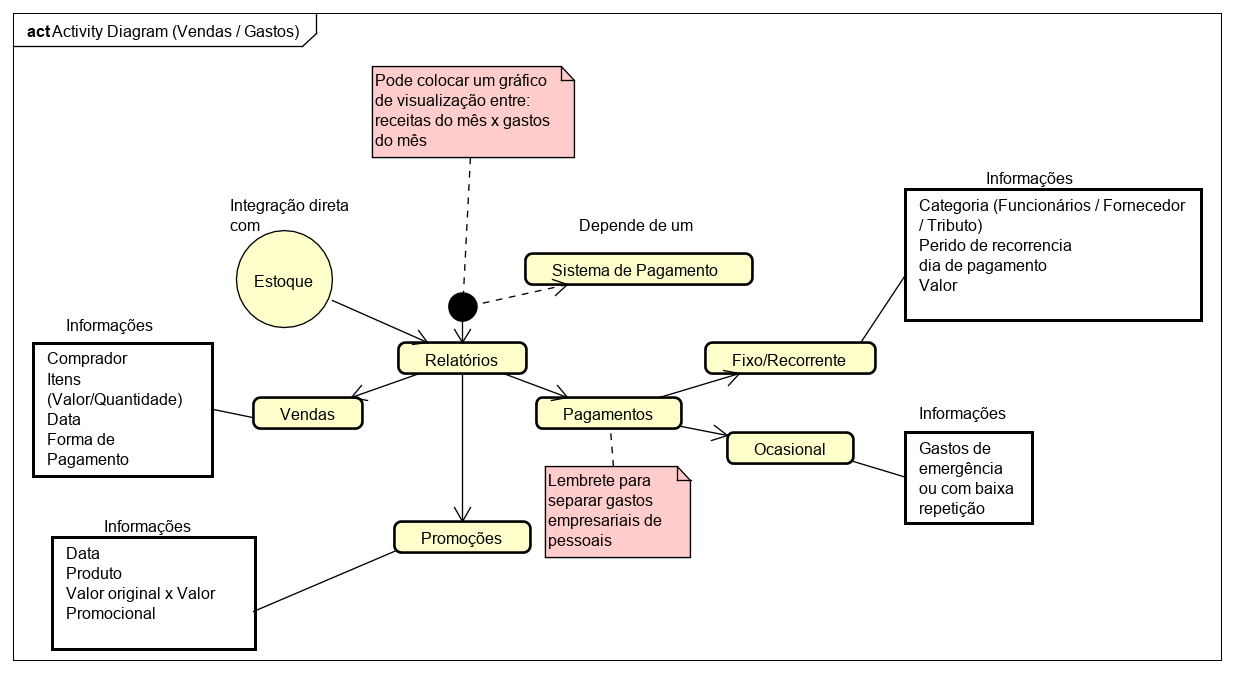 act Activity Diagram (Vendas / Gastos)
Pode colocar um gráfico
de visualização entre:
receitas do mês x gastos
do mês
Integração direta
com
Estoque
Depende de um
Sistema de Pagamento
Informações
Categoria (Funcionários / Fornecedor
/ Tributo)
Perido de recorrencia
dia de pagamento
Valor
Informações
Comprador
Itens
(Valor/Quantidade)
Data
Forma de
Pagamento
Relatórios
Fixo/Recorrente
Vendas
Pagamentos
Ocasional
Informações
Gastos de
emergência
ou com baixa
repetição
Lembrete para
separar gastos
empresariais de
pessoais
Promoções
Informações
Data
Produto
Valor original x Valor
Promocional